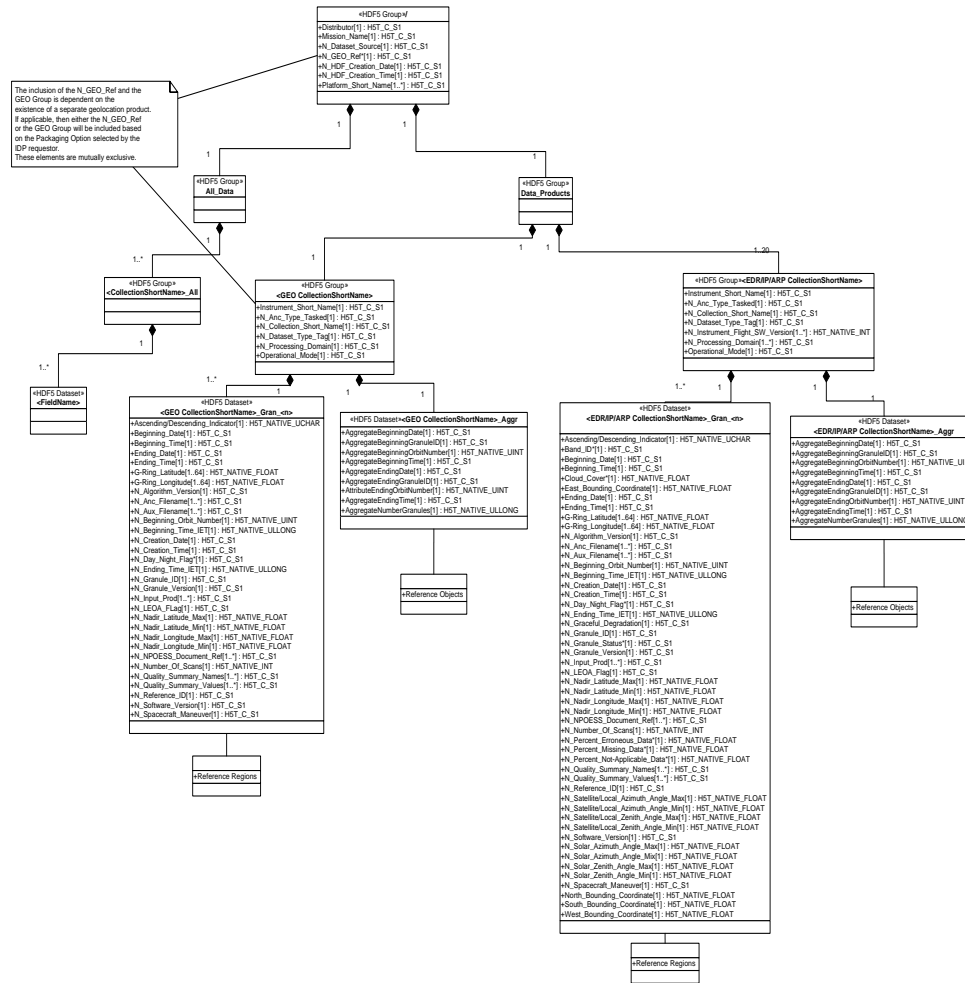 «HDF5 Group»/
+Distributor[1] : H5T_C_S1
+Mission_Name[1] : H5T_C_S1
+N_Dataset_Source[1] : H5T_C_S1
+N_GEO_Ref*[1] : H5T_C_S1
+N_HDF_Creation_Date[1] : H5T_C_S1
+N_HDF_Creation_Time[1] : H5T_C_S1
+Platform_Short_Name[1..*] : H5T_C_S1
The inclusion of the N_GEO_Ref and the
GEO Group is dependent on the
existence of a separate geolocation product.
If applicable, then either the N_GEO_Ref
or the GEO Group will be included based
on the Packaging Option selected by the
IDP requestor.
These elements are mutually exclusive.
1
1
1
1
«HDF5 Group»
All_Data
«HDF5 Group»
Data_Products
1
1
1
1..*
1
1..20
«HDF5 Group»
<CollectionShortName>_All
«HDF5 Group»
<GEO CollectionShortName>
+Instrument_Short_Name[1] : H5T_C_S1
+N_Anc_Type_Tasked[1] : H5T_C_S1
+N_Collection_Short_Name[1] : H5T_C_S1
+N_Dataset_Type_Tag[1] : H5T_C_S1
+N_Processing_Domain[1] : H5T_C_S1
+Operational_Mode[1] : H5T_C_S1
«HDF5 Group»<EDR/IP/ARP CollectionShortName>
+Instrument_Short_Name[1] : H5T_C_S1
+N_Anc_Type_Tasked[1] : H5T_C_S1
+N_Collection_Short_Name[1] : H5T_C_S1
+N_Dataset_Type_Tag[1] : H5T_C_S1
+N_Instrument_Flight_SW_Version[1..*] : H5T_NATIVE_INT
+N_Processing_Domain[1..*] : H5T_C_S1
+Operational_Mode[1] : H5T_C_S1
1
1..*
1..*
1
1
1
1..*
1
1
1
«HDF5 Dataset»
<FieldName>
«HDF5 Dataset»
<GEO CollectionShortName>_Gran_<n>
+Ascending/Descending_Indicator[1] : H5T_NATIVE_UCHAR
+Beginning_Date[1] : H5T_C_S1
+Beginning_Time[1] : H5T_C_S1
+Ending_Date[1] : H5T_C_S1
+Ending_Time[1] : H5T_C_S1
+G-Ring_Latitude[1..64] : H5T_NATIVE_FLOAT
+G-Ring_Longitude[1..64] : H5T_NATIVE_FLOAT
+N_Algorithm_Version[1] : H5T_C_S1
+N_Anc_Filename[1..*] : H5T_C_S1
+N_Aux_Filename[1..*] : H5T_C_S1
+N_Beginning_Orbit_Number[1] : H5T_NATIVE_UINT
+N_Beginning_Time_IET[1] : H5T_NATIVE_ULLONG
+N_Creation_Date[1] : H5T_C_S1
+N_Creation_Time[1] : H5T_C_S1
+N_Day_Night_Flag*[1] : H5T_C_S1
+N_Ending_Time_IET[1] : H5T_NATIVE_ULLONG
+N_Granule_ID[1] : H5T_C_S1
+N_Granule_Version[1] : H5T_C_S1
+N_Input_Prod[1..*] : H5T_C_S1
+N_LEOA_FLag[1] : H5T_C_S1
+N_Nadir_Latitude_Max[1] : H5T_NATIVE_FLOAT
+N_Nadir_Latitude_Min[1] : H5T_NATIVE_FLOAT
+N_Nadir_Longitude_Max[1] : H5T_NATIVE_FLOAT
+N_Nadir_Longitude_Min[1] : H5T_NATIVE_FLOAT
+N_NPOESS_Document_Ref[1..*] : H5T_C_S1
+N_Number_Of_Scans[1] : H5T_NATIVE_INT
+N_Quality_Summary_Names[1..*] : H5T_C_S1
+N_Quality_Summary_Values[1..*] : H5T_C_S1
+N_Reference_ID[1] : H5T_C_S1
+N_Software_Version[1] : H5T_C_S1
+N_Spacecraft_Maneuver[1] : H5T_C_S1
+Reference Regions
«HDF5 Dataset»<GEO CollectionShortName>_Aggr
+AggregateBeginningDate[1] : H5T_C_S1
+AggregateBeginningGranuleID[1] : H5T_C_S1
+AggregateBeginningOrbitNumber[1] : H5T_NATIVE_UINT
+AggregateBeginningTime[1] : H5T_C_S1
+AggregateEndingDate[1] : H5T_C_S1
+AggregateEndingGranuleID[1] : H5T_C_S1
+AttributeEndingOrbitNumber[1] : H5T_NATIVE_UINT
+AggregateEndingTime[1] : H5T_C_S1
+AggregateNumberGranules[1] : H5T_NATIVE_ULLONG
+Reference Objects
«HDF5 Dataset»
<EDR/IP/ARP CollectionShortName>_Gran_<n>
+Ascending/Descending_Indicator[1] : H5T_NATIVE_UCHAR
+Band_ID*[1] : H5T_C_S1
+Beginning_Date[1] : H5T_C_S1
+Beginning_Time[1] : H5T_C_S1
+Cloud_Cover*[1] : H5T_NATIVE_FLOAT
+East_Bounding_Coordinate[1] : H5T_NATIVE_FLOAT
+Ending_Date[1] : H5T_C_S1
+Ending_Time[1] : H5T_C_S1
+G-Ring_Latitude[1..64] : H5T_NATIVE_FLOAT
+G-Ring_Longitude[1..64] : H5T_NATIVE_FLOAT
+N_Algorithm_Version[1] : H5T_C_S1
+N_Anc_Filename[1..*] : H5T_C_S1
+N_Aux_Filename[1..*] : H5T_C_S1
+N_Beginning_Orbit_Number[1] : H5T_NATIVE_UINT
+N_Beginning_Time_IET[1] : H5T_NATIVE_ULLONG
+N_Creation_Date[1] : H5T_C_S1
+N_Creation_Time[1] : H5T_C_S1
+N_Day_Night_Flag*[1] : H5T_C_S1
+N_Ending_Time_IET[1] : H5T_NATIVE_ULLONG
+N_Graceful_Degradation[1] : H5T_C_S1
+N_Granule_ID[1] : H5T_C_S1
+N_Granule_Status*[1] : H5T_C_S1
+N_Granule_Version[1] : H5T_C_S1
+N_Input_Prod[1..*] : H5T_C_S1
+N_LEOA_Flag[1] : H5T_C_S1
+N_Nadir_Latitude_Max[1] : H5T_NATIVE_FLOAT
+N_Nadir_Latitude_Min[1] : H5T_NATIVE_FLOAT
+N_Nadir_Longitude_Max[1] : H5T_NATIVE_FLOAT
+N_Nadir_Longitude_Min[1] : H5T_NATIVE_FLOAT
+N_NPOESS_Document_Ref[1..*] : H5T_C_S1
+N_Number_Of_Scans[1] : H5T_NATIVE_INT
+N_Percent_Erroneous_Data*[1] : H5T_NATIVE_FLOAT
+N_Percent_Missing_Data*[1] : H5T_NATIVE_FLOAT
+N_Percent_Not-Applicable_Data*[1] : H5T_NATIVE_FLOAT
+N_Quality_Summary_Names[1..*] : H5T_C_S1
+N_Quality_Summary_Values[1..*] : H5T_C_S1
+N_Reference_ID[1] : H5T_C_S1
+N_Satellite/Local_Azimuth_Angle_Max[1] : H5T_NATIVE_FLOAT
+N_Satellite/Local_Azimuth_Angle_Min[1] : H5T_NATIVE_FLOAT
+N_Satellite/Local_Zenith_Angle_Max[1] : H5T_NATIVE_FLOAT
+N_Satellite/Local_Zenith_Angle_Min[1] : H5T_NATIVE_FLOAT
+N_Software_Version[1] : H5T_C_S1
+N_Solar_Azimuth_Angle_Max[1] : H5T_NATIVE_FLOAT
+N_Solar_Azimuth_Angle_Mix[1] : H5T_NATIVE_FLOAT
+N_Solar_Zenith_Angle_Max[1] : H5T_NATIVE_FLOAT
+N_Solar_Zenith_Angle_Min[1] : H5T_NATIVE_FLOAT
+N_Spacecraft_Maneuver[1] : H5T_C_S1
+North_Bounding_Coordinate[1] : H5T_NATIVE_FLOAT
+South_Bounding_Coordinate[1] : H5T_NATIVE_FLOAT
+West_Bounding_Coordinate[1] : H5T_NATIVE_FLOAT
+Reference Regions
«HDF5 Dataset»
<EDR/IP/ARP CollectionShortName>_Aggr
+AggregateBeginningDate[1] : H5T_C_S1
+AggregateBeginningGranuleID[1] : H5T_C_S1
+AggregateBeginningOrbitNumber[1] : H5T_NATIVE_UI
+AggregateBeginningTime[1] : H5T_C_S1
+AggregateEndingDate[1] : H5T_C_S1
+AggregateEndingGranuleID[1] : H5T_C_S1
+AggregateEndingOrbitNumber[1] : H5T_NATIVE_UINT
+AggregateEndingTime[1] : H5T_C_S1
+AggregateNumberGranules[1] : H5T_NATIVE_ULLONG
+Reference Objects